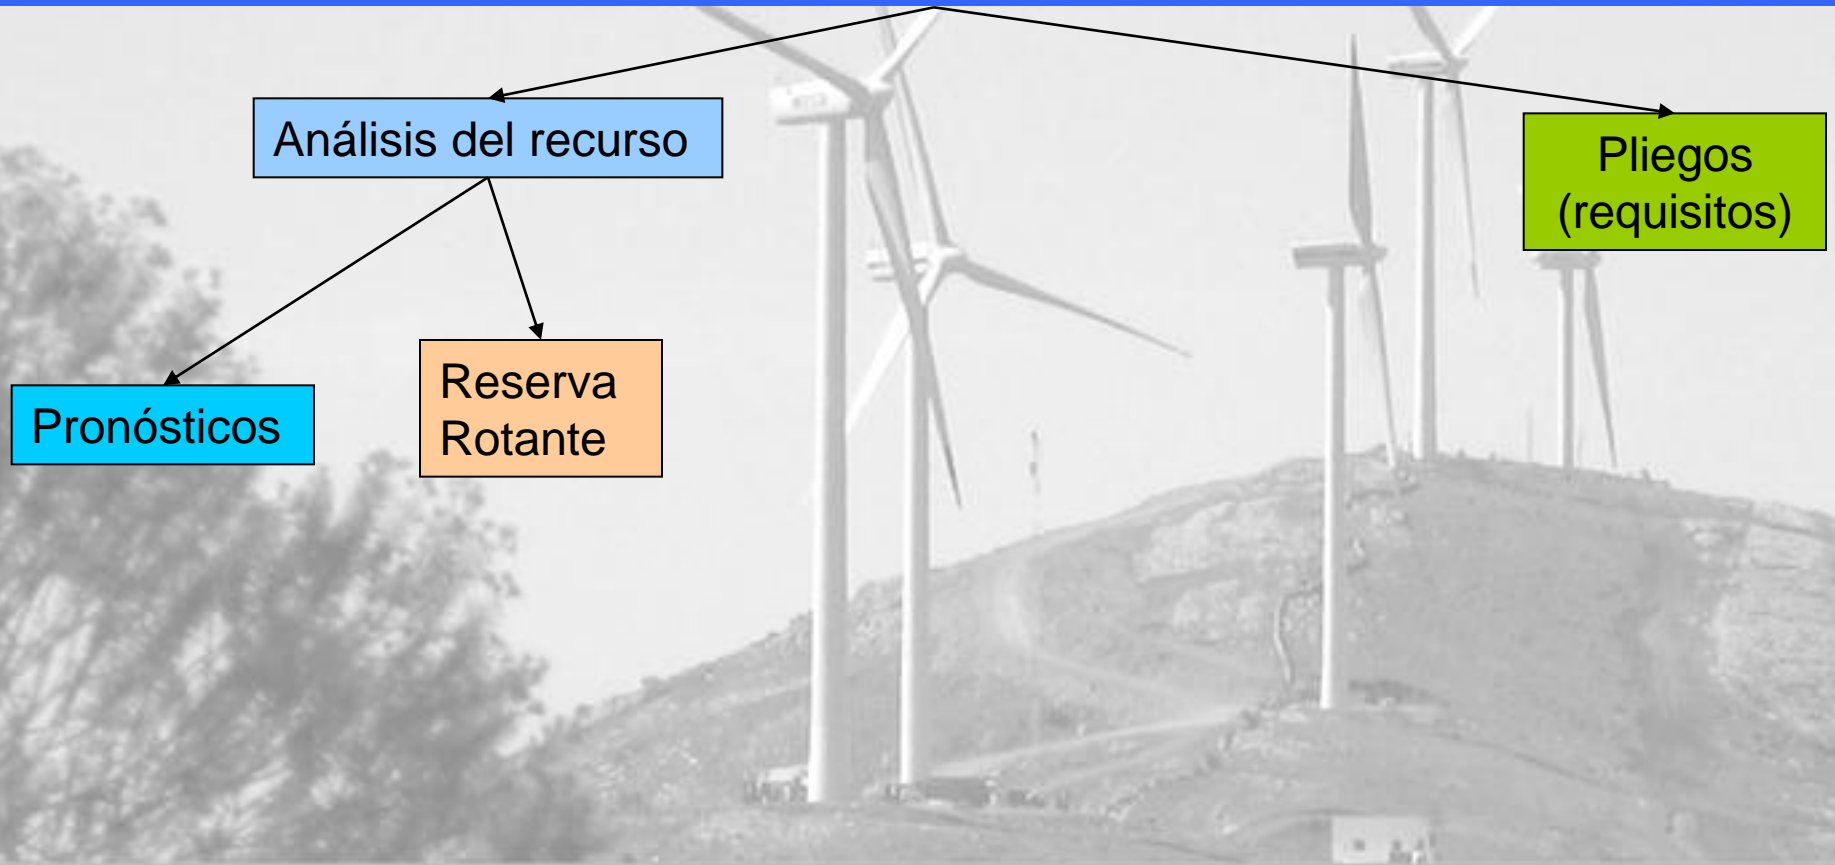 Análisis del recurso
Pliegos
(requisitos)
Reserva
Rotante
Pronósticos